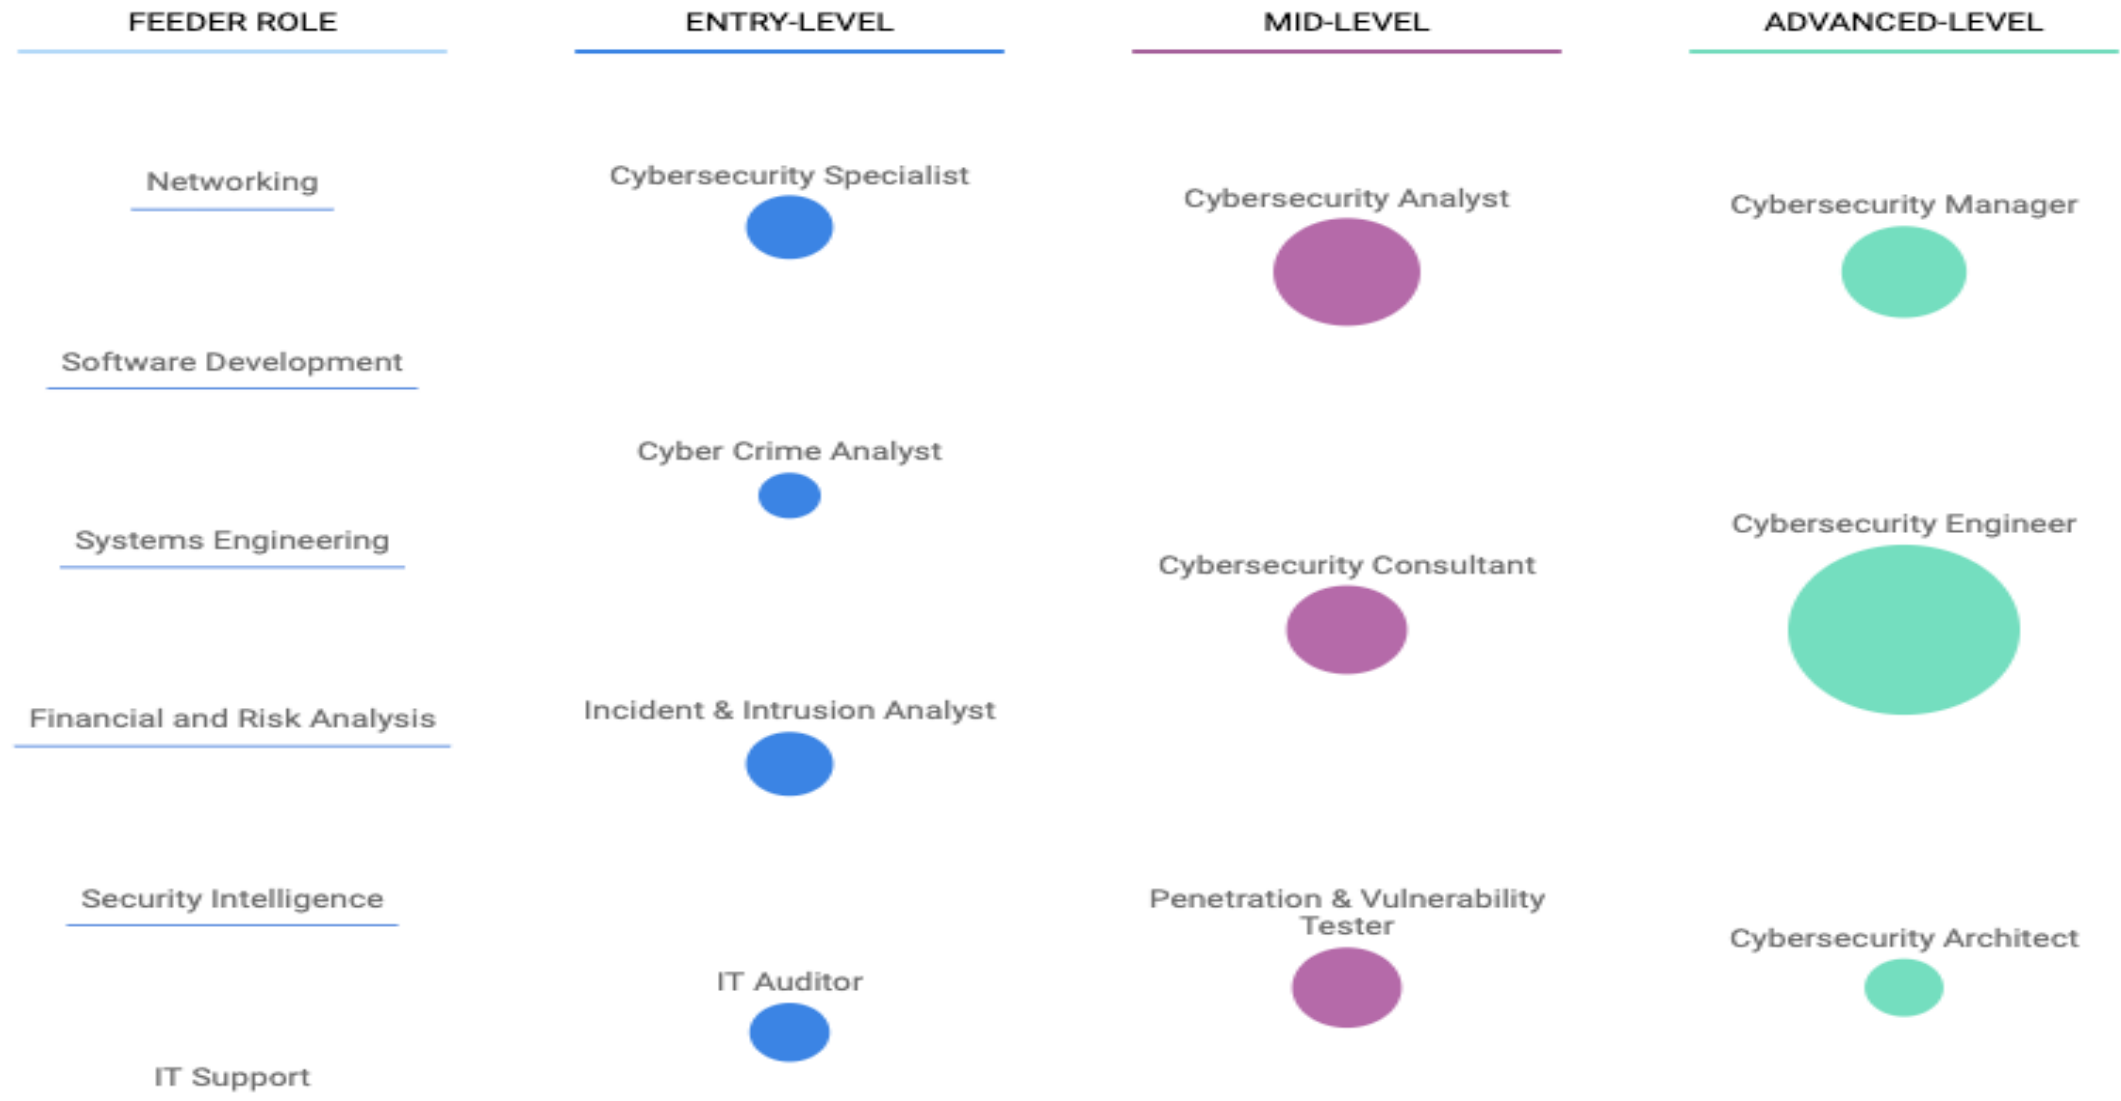 FEEDER ROLE
ENTRY-LEVEL
MID-LEVEL
ADVANCED-LEVEL
Networking
Software Development
Systems Engineering
Financial and Risk Analysis
Security Intelligence
IT Support
Cybersecurity Specialist
Cyber Crime Analyst
Incident & Intrusion Analyst
IT Auditor
Cybersecurity Analyst
Cybersecurity Consultant
Penetration & Vulnerability
Tester
Cybersecurity Manager
Cybersecurity Engineer
Cybersecurity Architect